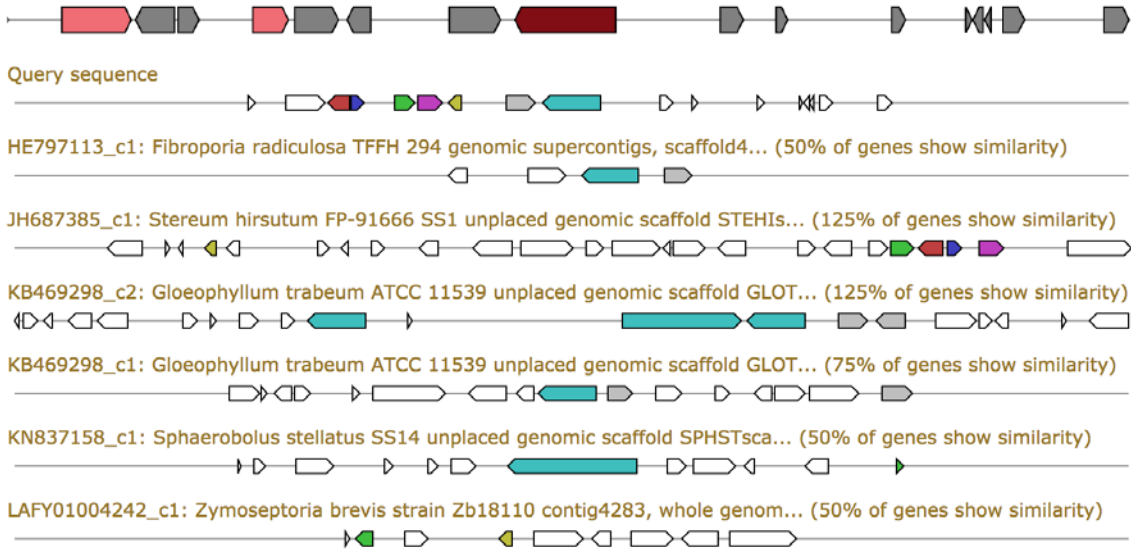 Query sequence
HE797113_c1: Fibroporia radiculosa TFFH 294 genomic supercontigs, scaffold4... (50% of genes show similarity)
JH687385_c1: Stereum hirsutum FP-91666 SS1 unplaced genomic scaffold STEHIs... (125% of genes show similarity)
KB469298_c2: Gloeophyllum trabeum ATCC 11539 unplaced genomic scaffold GLOT... (125% of genes show similarity)
KB469298_c1: Gloeophyllum trabeum ATCC 11539 unplaced genomic scaffold GLOT... (75% of genes show similarity)
KN837158_c1: Sphaerobolus stellatus SS14 unplaced genomic scaffold SPHSTsca... (50% of genes show similarity)
LAFY01004242_c1: Zymoseptoria brevis strain Zb18110 contig4283, whole genom... (50% of genes show similarity)